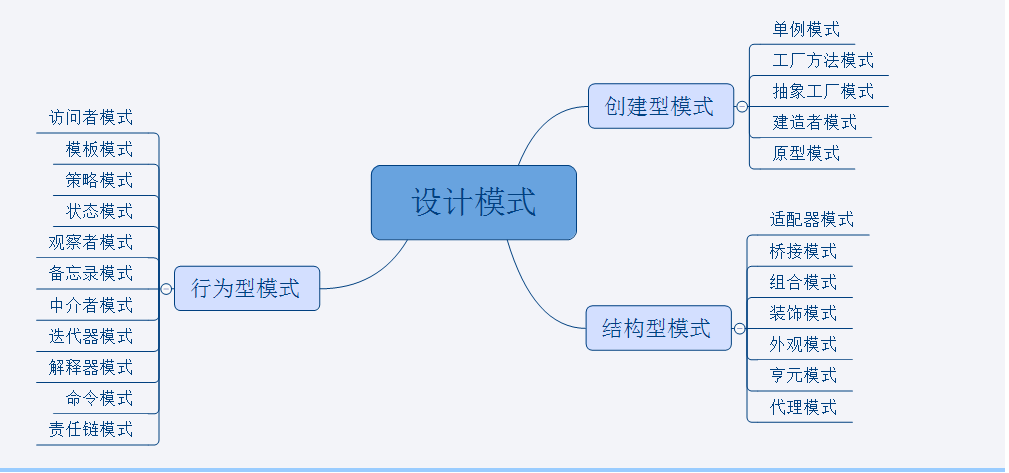 设计模式
创建型模式
单例模式
工厂方法模式
抽象工厂模式
建造者模式
原型模式
结构型模式
适配器模式
桥接模式
组合模式
装饰模式
外观模式
亨元模式
代理模式
行为型模式
访问者模式
模板模式
策略模式
状态模式
观察者模式
备忘录模式
中介者模式
迭代器模式
解释器模式
命令模式
责任链模式